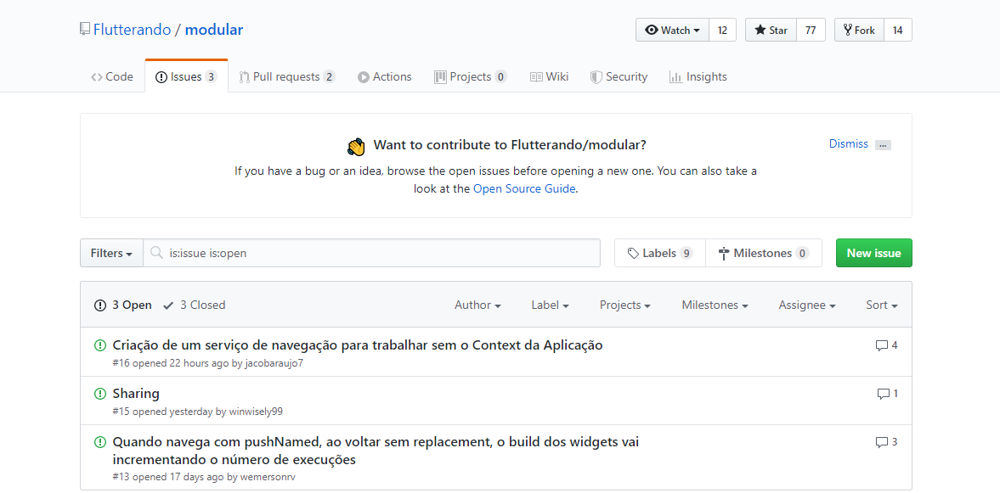 Flutterando / modular
Watch 12 Star 77 Fork 14
Code Issues 3 Pull requests 2 Actions Projects 0 Wiki Security Insights
Want to contribute to Flutterando/modular?
Dismiss ...
If you have a bug or an idea, browse the open issues before opening a new one. You can also take a
look at the Open Source Guide.
Filters is:issue is:open Labels 9 Milestones 0 New issue
3 Open 3 Closed Author Label Projects Milestones Assignee Sort
Criação de um serviço de navegação para trabalhar sem o Context da Aplicação 4
#16 opened 22 hours ago by jacobaraujo7
Sharing 1
#15 opened yesterday by winwisely99
Quando navega com pushNamed, ao voltar sem replacement, o build dos widgets vai 3
incrementando o número de execuções
#13 opened 17 days ago by wemersonrv